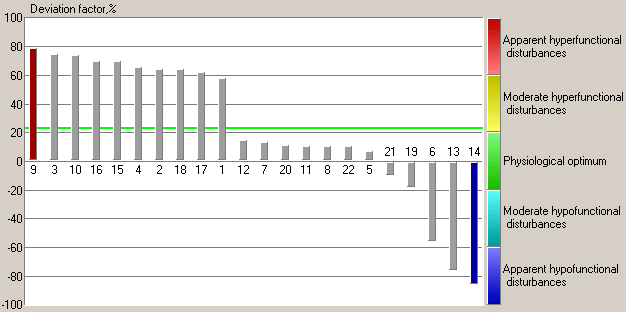 Deviation factor,%
100
80
60
40
20
0
-20
-40
-60
-80
-100
9 3 10 16 15 4 2 18 17 1 12 7 20 11 8 22 5
21 19 6 13 14
Apparent hyperfunctional
disturbances
Moderate hyperfunctional
disturbances
Physiological optimum
Moderate hypofunctional
disturbances
Apparent hypofunctional
disturbances